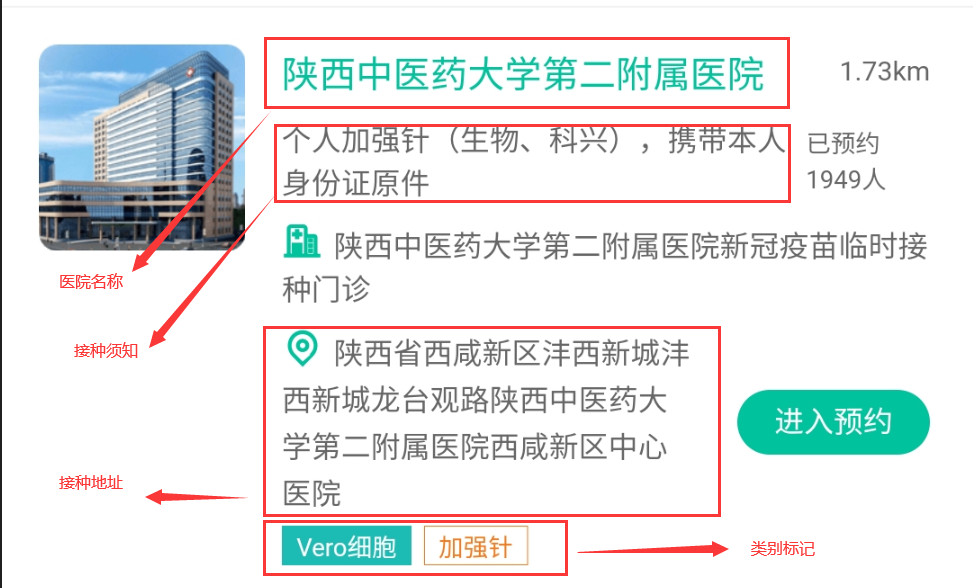 陕西中医药大学第二附属医院
1.73km
个人加强针（生物、科兴），携带本人
身份证原件
已预约
1949人
陕西中医药大学第二附属医院新冠疫苗临时接
种门诊
医院名称
接种须知
陕西省西咸新区沣西新城沣
西新城龙台观路陕西中医药大
学第二附属医院西咸新区中心
医院
进入预约
接种地址
Vero细胞
加强针
类别标记